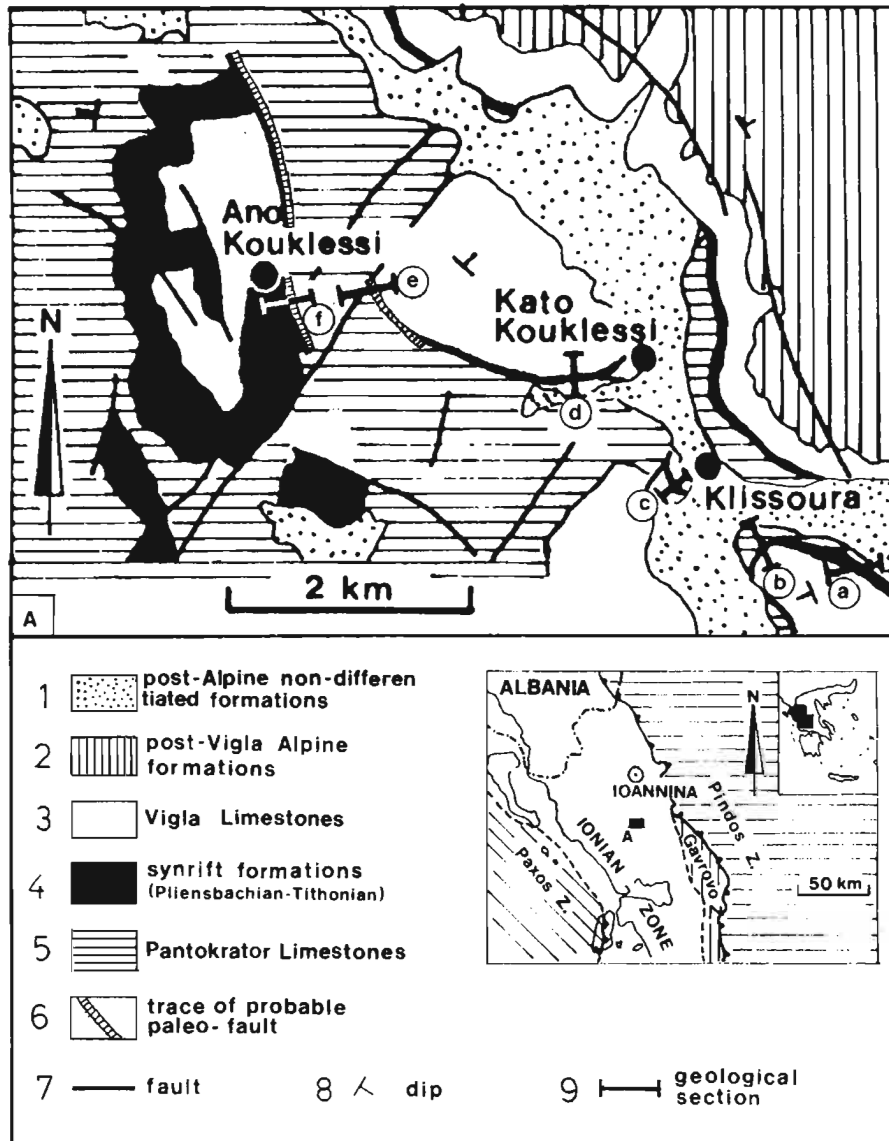 Ano
Kouklessi
N
e
f
Kato
Kouklessi
d
c
Klissoura
b
a
2 km
A
1 post-Alpine non-differen
tiated formations
2 post-Vigla Alpine
formations
3 Vigla Limestones
4 synrift formations
(Pliensbachian-Tithonian)
5 Pantokrator Limestones
6 trace of probable
paleo-fault
7 fault
8 dip
9 geological
section
ALBANIA
N
IOANNINA
A
Pindos Z.
IONIAN
ZONE
Gavrovo
Paxos Z.
50 km